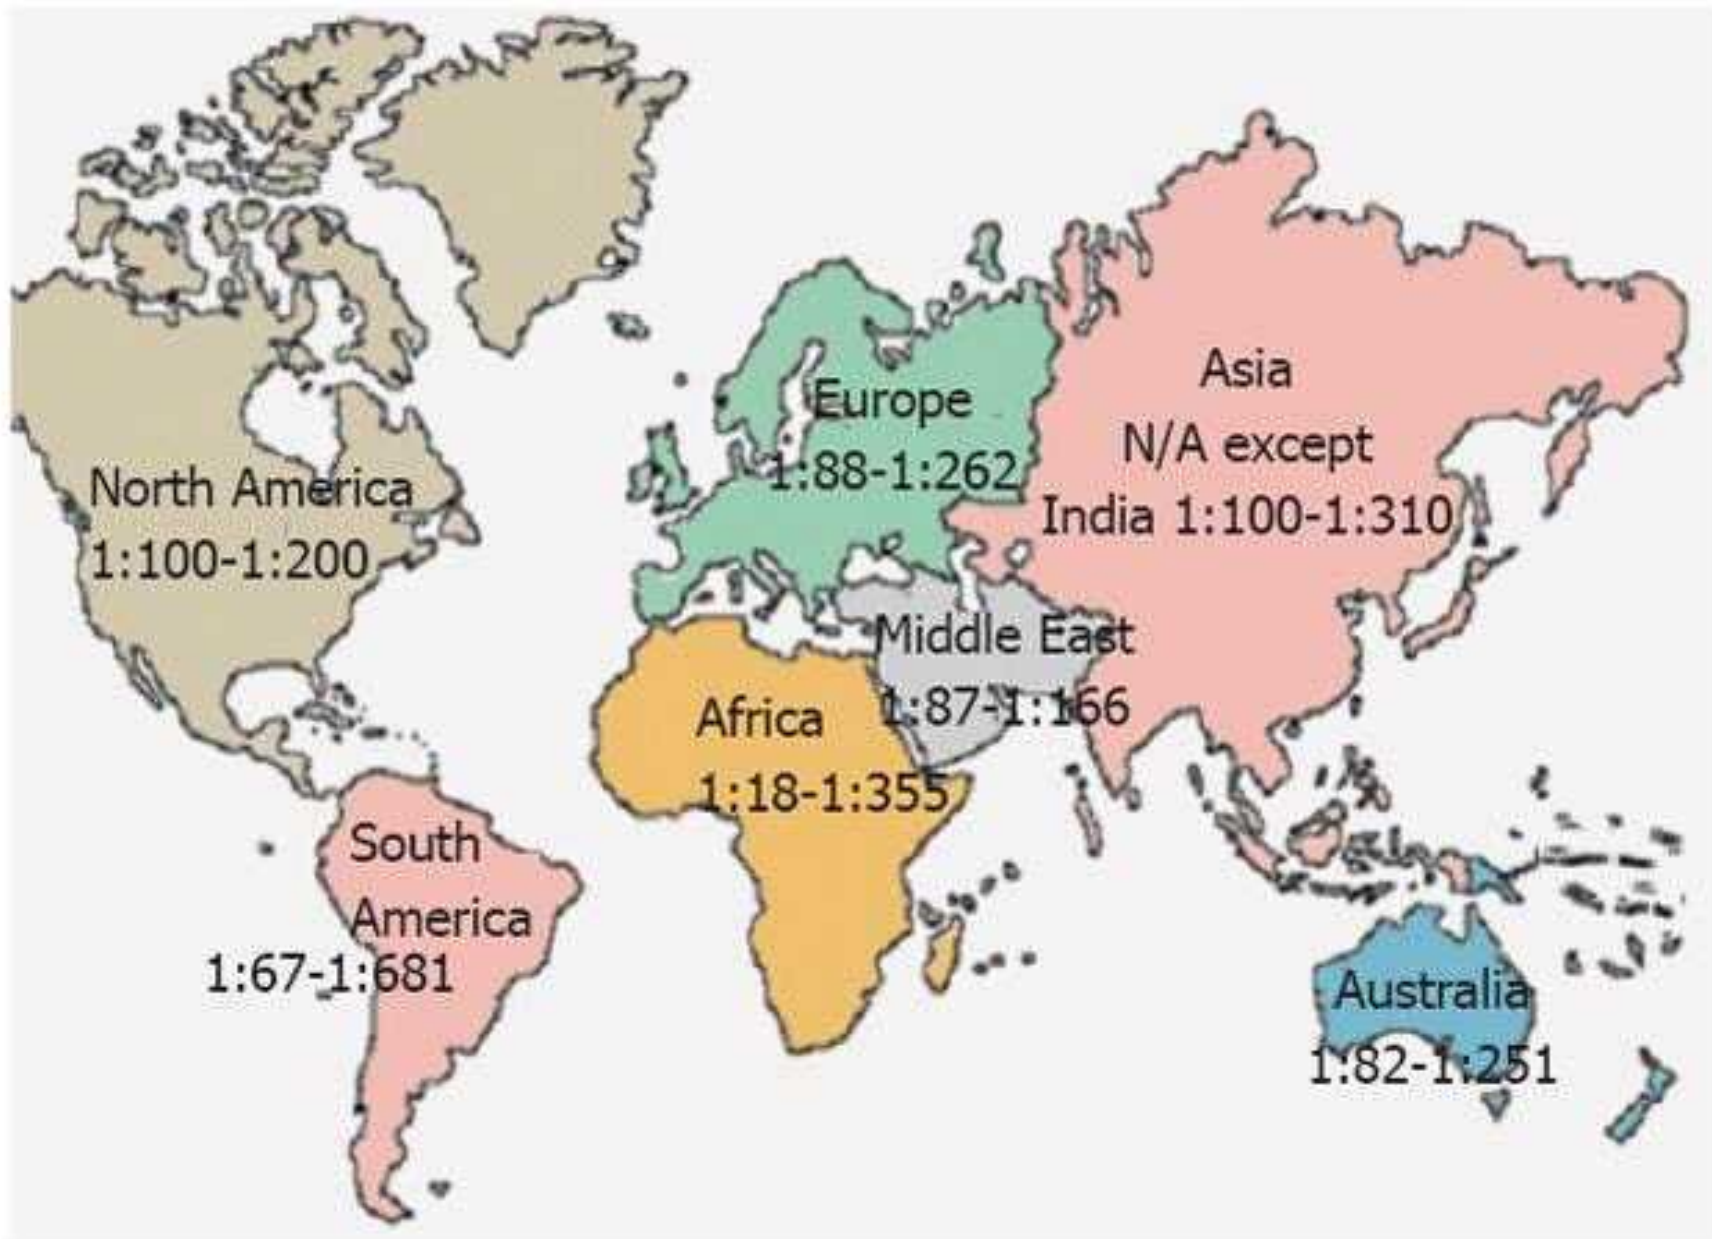 North America
1:100-1:200
Europe
1:88-1:262
Asia
N/A except
India 1:100-1:310
Middle East
1:87-1:166
Africa
1:18-1:355
South
America
1:67-1:681
Australia
1:82-1:251